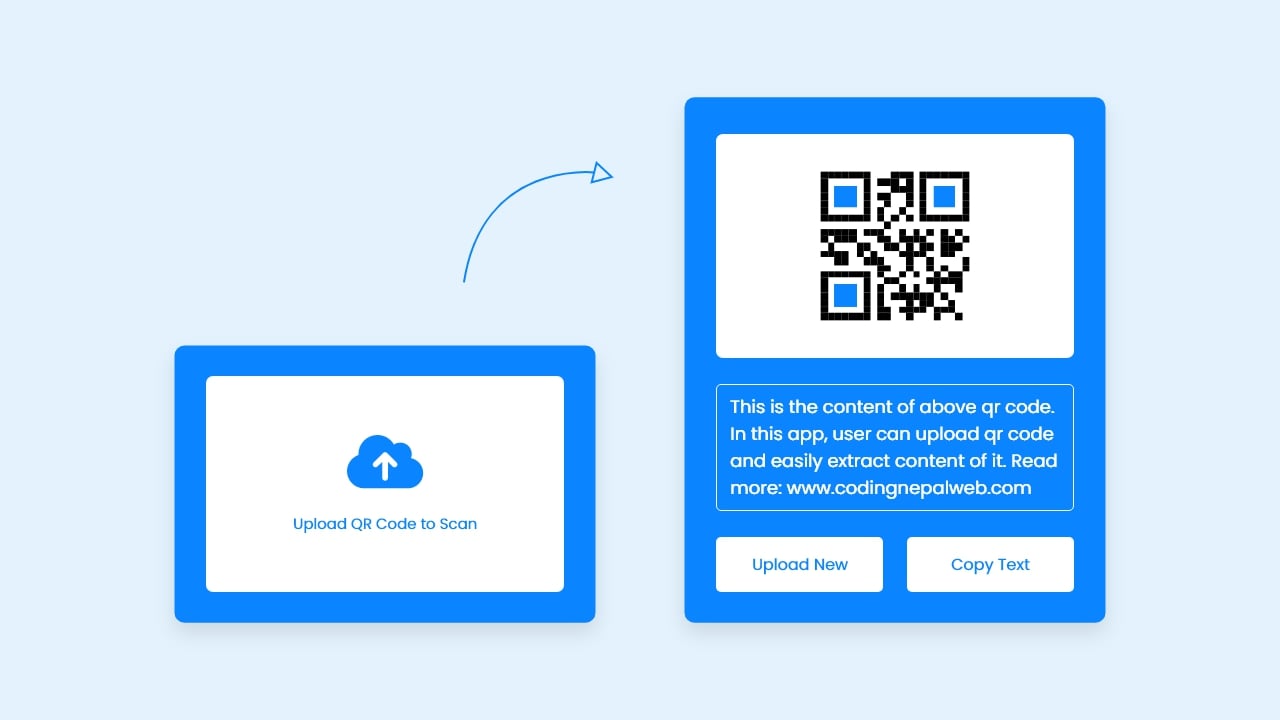 Upload QR Code to Scan
This is the content of above qr code.
In this app, user can upload qr code
and easily extract content of it. Read
more: www.codingnepalweb.com
Upload New
Copy Text